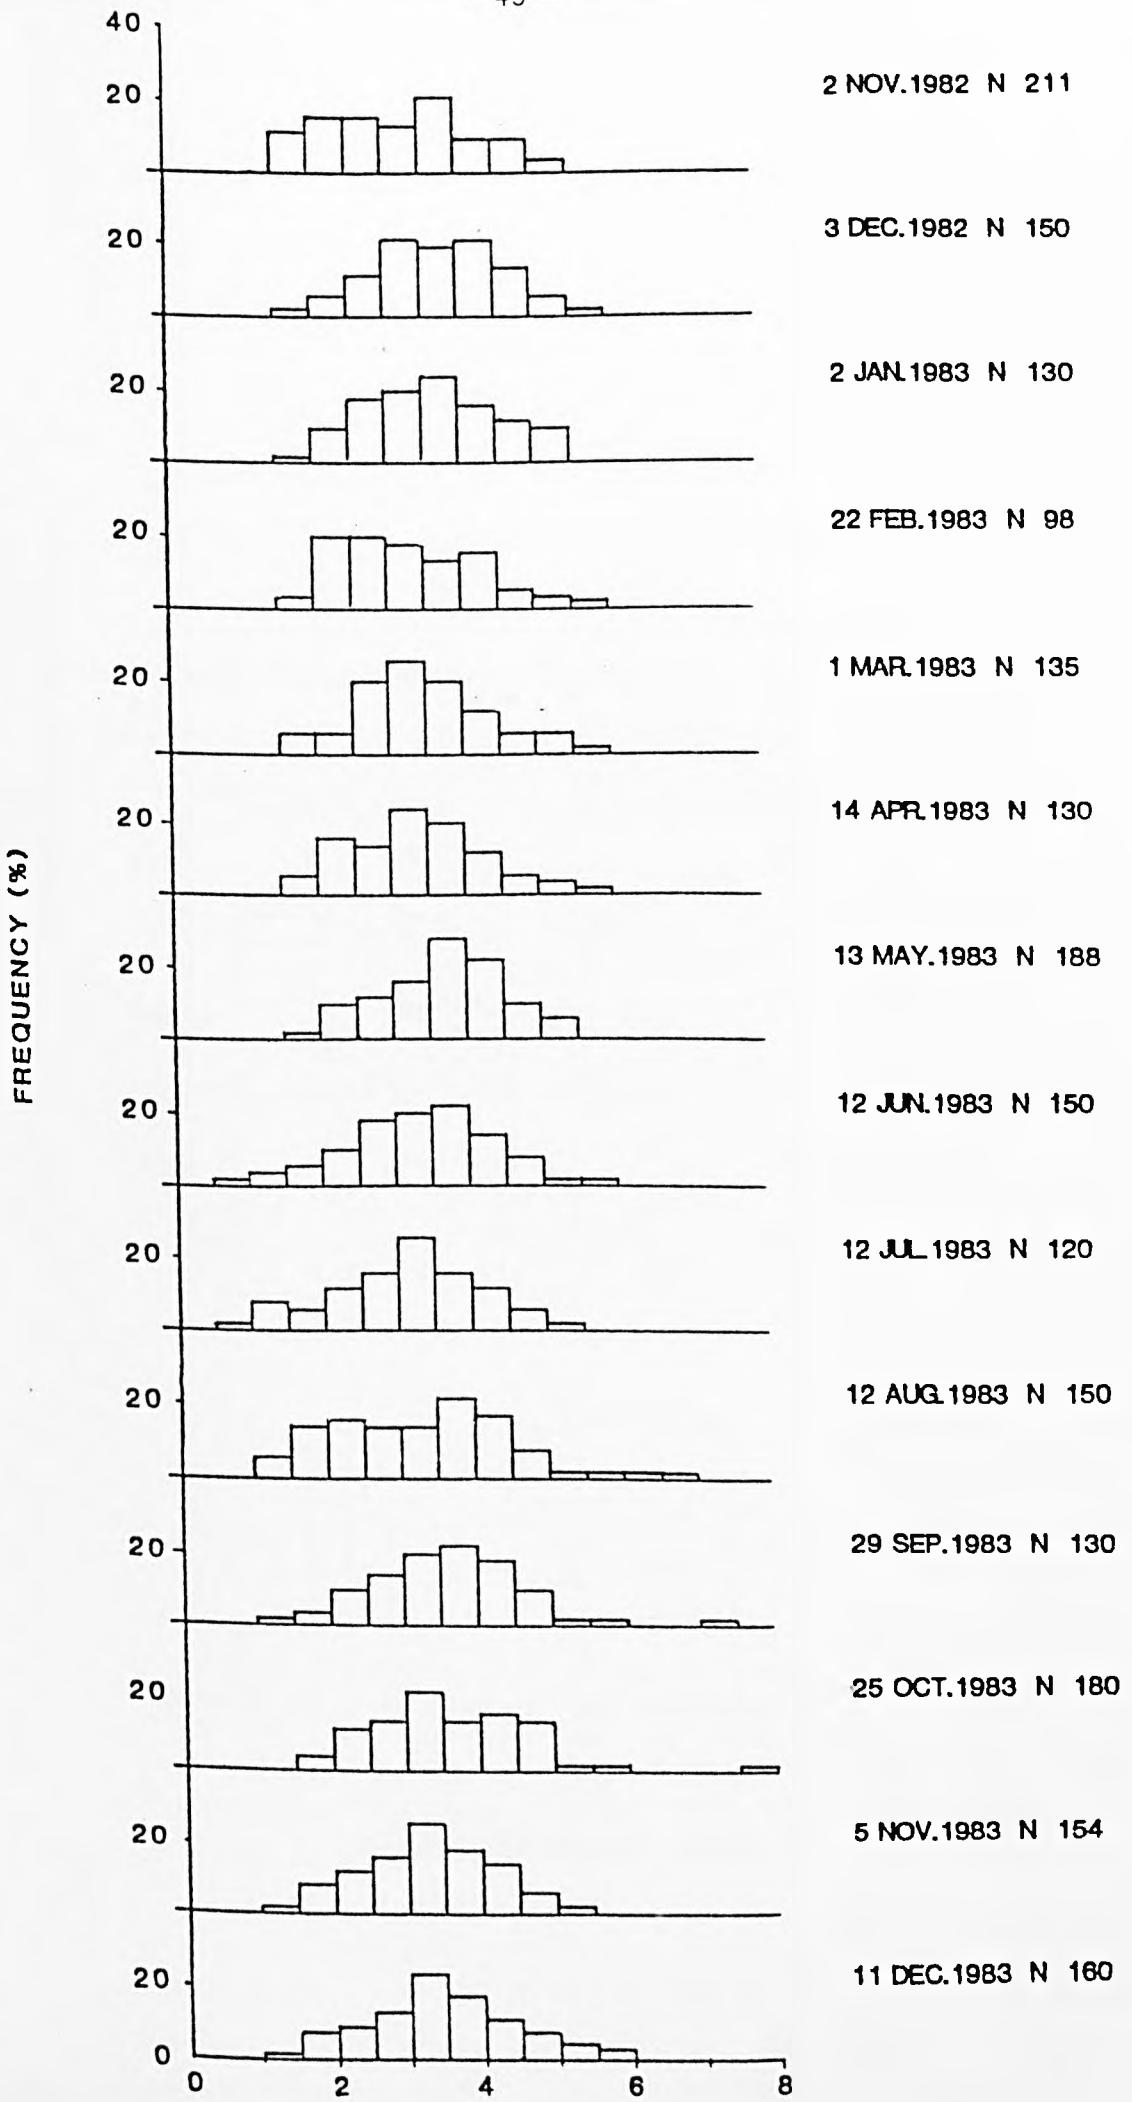 40
20
2 NOV.1982 N 211
20
3 DEC.1982 N 150
20
2 JAN.1983 N 130
20
22 FEB.1983 N 98
20
1 MAR.1983 N 135
20
14 APR.1983 N 130
FREQUENCY (%)
20
13 MAY.1983 N 188
20
12 JUN.1983 N 150
20
12 JUL.1983 N 120
20
12 AUG.1983 N 150
20
29 SEP.1983 N 130
20
25 OCT.1983 N 180
20
5 NOV.1983 N 154
20
11 DEC.1983 N 160
0
0 2 4 6 8